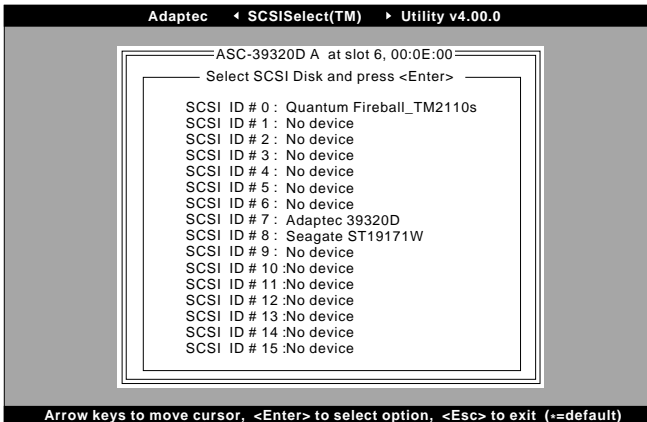 Adaptec ◂ SCSISelect(TM) ▸ Utility v4.00.0
ASC-39320D A at slot 6, 00:0E:00
Select SCSI Disk and press <Enter>
SCSI ID # 0 : Quantum Fireball_TM2110s
SCSI ID # 1 : No device
SCSI ID # 2 : No device
SCSI ID # 3 : No device
SCSI ID # 4 : No device
SCSI ID # 5 : No device
SCSI ID # 6 : No device
SCSI ID # 7 : Adaptec 39320D
SCSI ID # 8 : Seagate ST19171W
SCSI ID # 9 : No device
SCSI ID # 10 :No device
SCSI ID # 11 :No device
SCSI ID # 12 :No device
SCSI ID # 13 :No device
SCSI ID # 14 :No device
SCSI ID # 15 :No device
Arrow keys to move cursor, <Enter> to select option, <Esc> to exit (*=default)